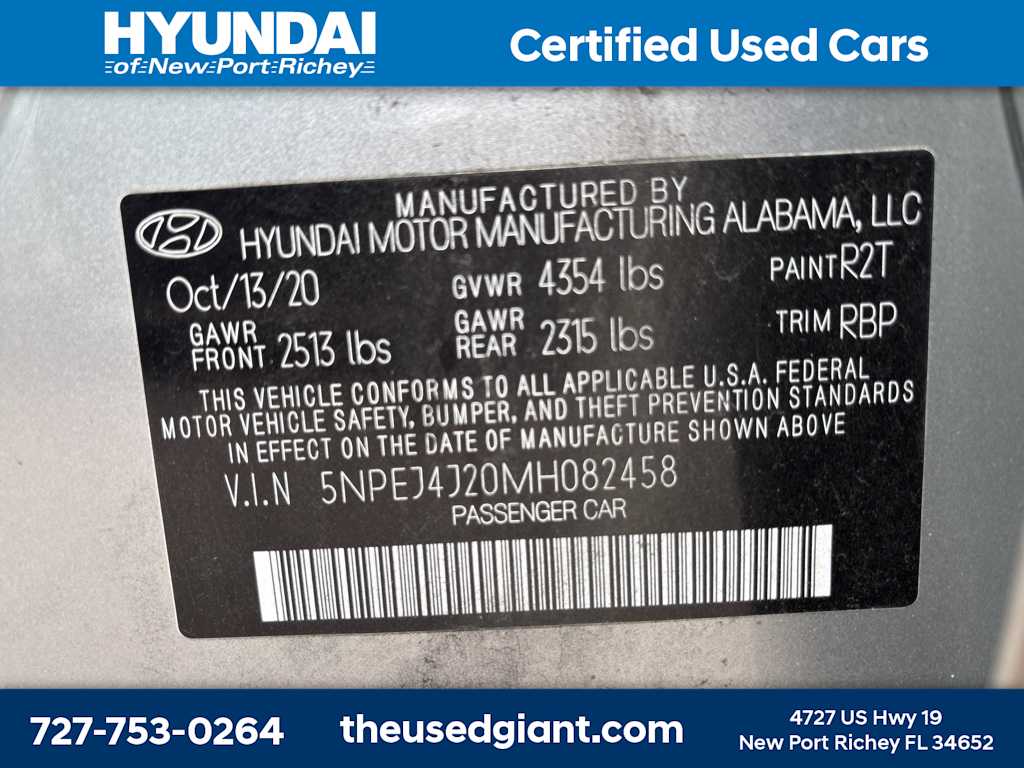 HYUNDAI
of New Port Richey
Certified Used Cars
MANUFACTURED BY
HYUNDAI MOTOR MANUFACTURING ALABAMA, LLC
Oct/13/20 GVWR 4354 lbs PAINT R2T
GAWR FRONT 2513 lbs GAWR REAR 2315 lbs TRIM RBP
THIS VEHICLE CONFORMS TO ALL APPLICABLE U.S.A. FEDERAL
MOTOR VEHICLE SAFETY, BUMPER, AND THEFT PREVENTION STANDARDS
IN EFFECT ON THE DATE OF MANUFACTURE SHOWN ABOVE
V.I.N 5NPEJ4J20MH082458
PASSENGER CAR
727-753-0264
theusedgiant.com
4727 US Hwy 19
New Port Richey FL 34652